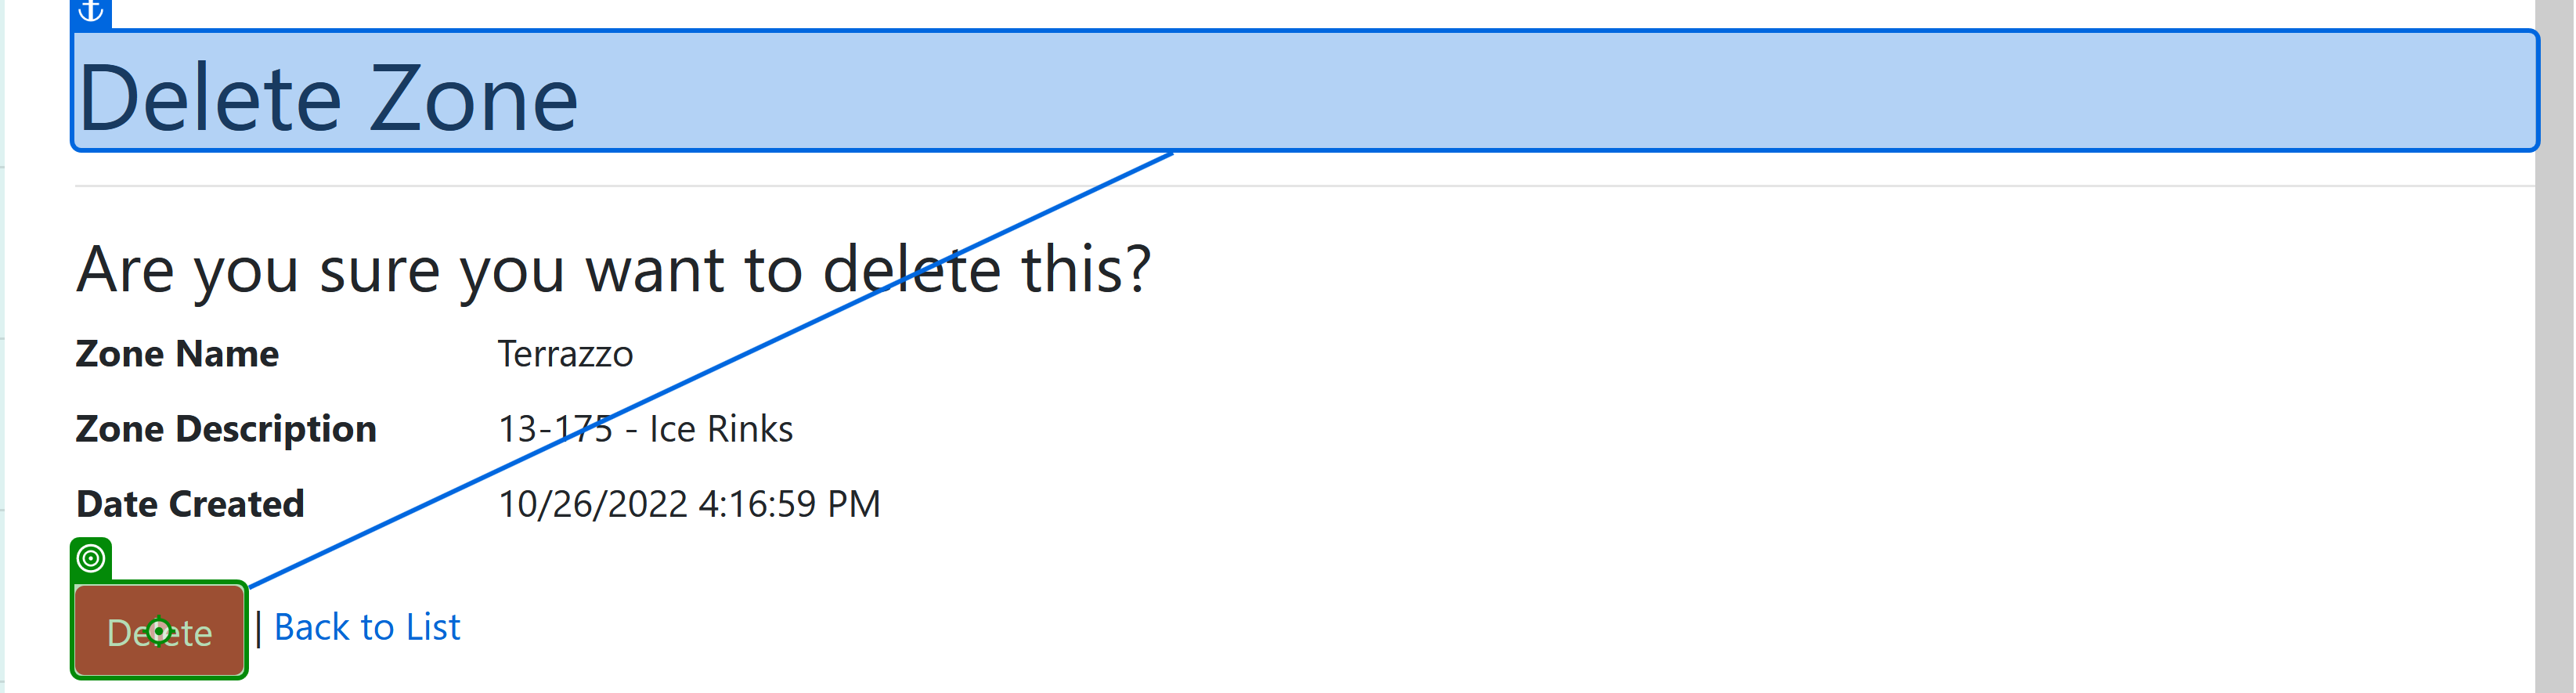 Delete Zone
Are you sure you want to delete this?
Zone Name Terrazzo
Zone Description 13-175 - Ice Rinks
Date Created 10/26/2022 4:16:59 PM
Delete | Back to List